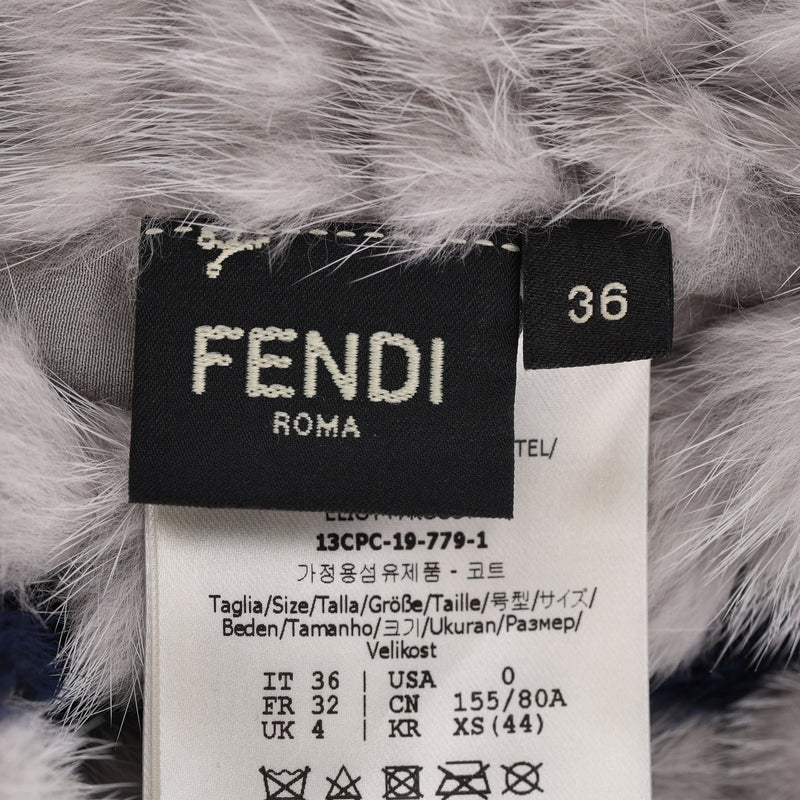 FENDI
ROMA
36
TEL/
13CPC-19-779-1
가정용섬유제품 - 코트
Taglia/Size/Talla/Größe/Taille/号型/サイズ/
Beden/Tamanho/크기/Ukuran/Размер/
Velikost
IT 36 | USA 0
FR 32 | CN 155/80A
UK 4 | KR XS(44)